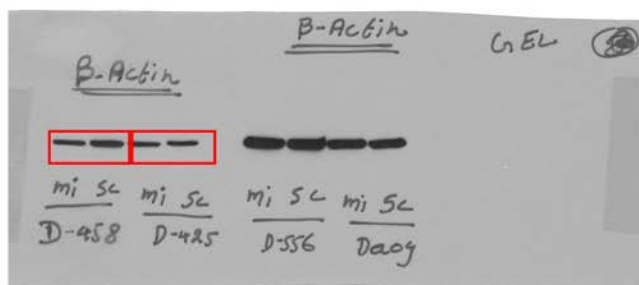 β-Actin
β-Actin
GEL
mi Sc mi Sc
D-458 D-425
mi Sc mi Sc
D-556 Daoy